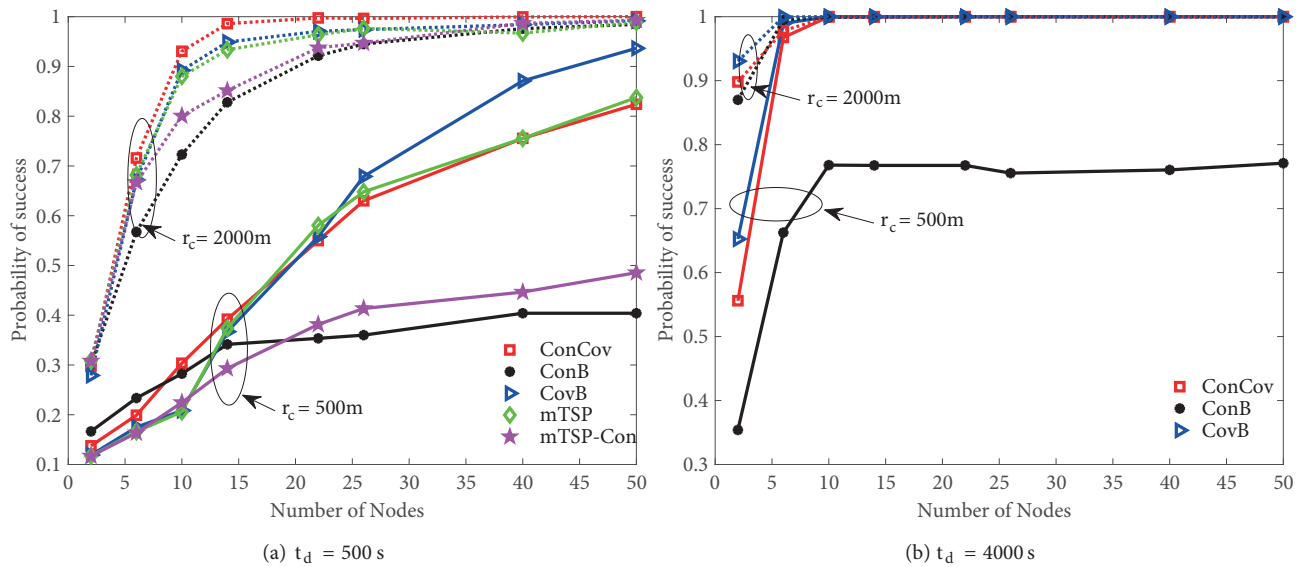 Probability of success
1
0.9
0.8
0.7
0.6
0.5
0.4
0.3
0.2
0.1
r_c = 2000m
r_c = 500m
ConCov
ConB
CovB
mTSP
mTSP-Con
0 5 10 15 20 25 30 35 40 45 50
Number of Nodes
(a) t_d = 500 s
Probability of success
1
0.9
0.8
0.7
0.6
0.5
0.4
0.3
r_c = 2000m
r_c = 500m
ConCov
ConB
CovB
0 5 10 15 20 25 30 35 40 45 50
Number of Nodes
(b) t_d = 4000 s